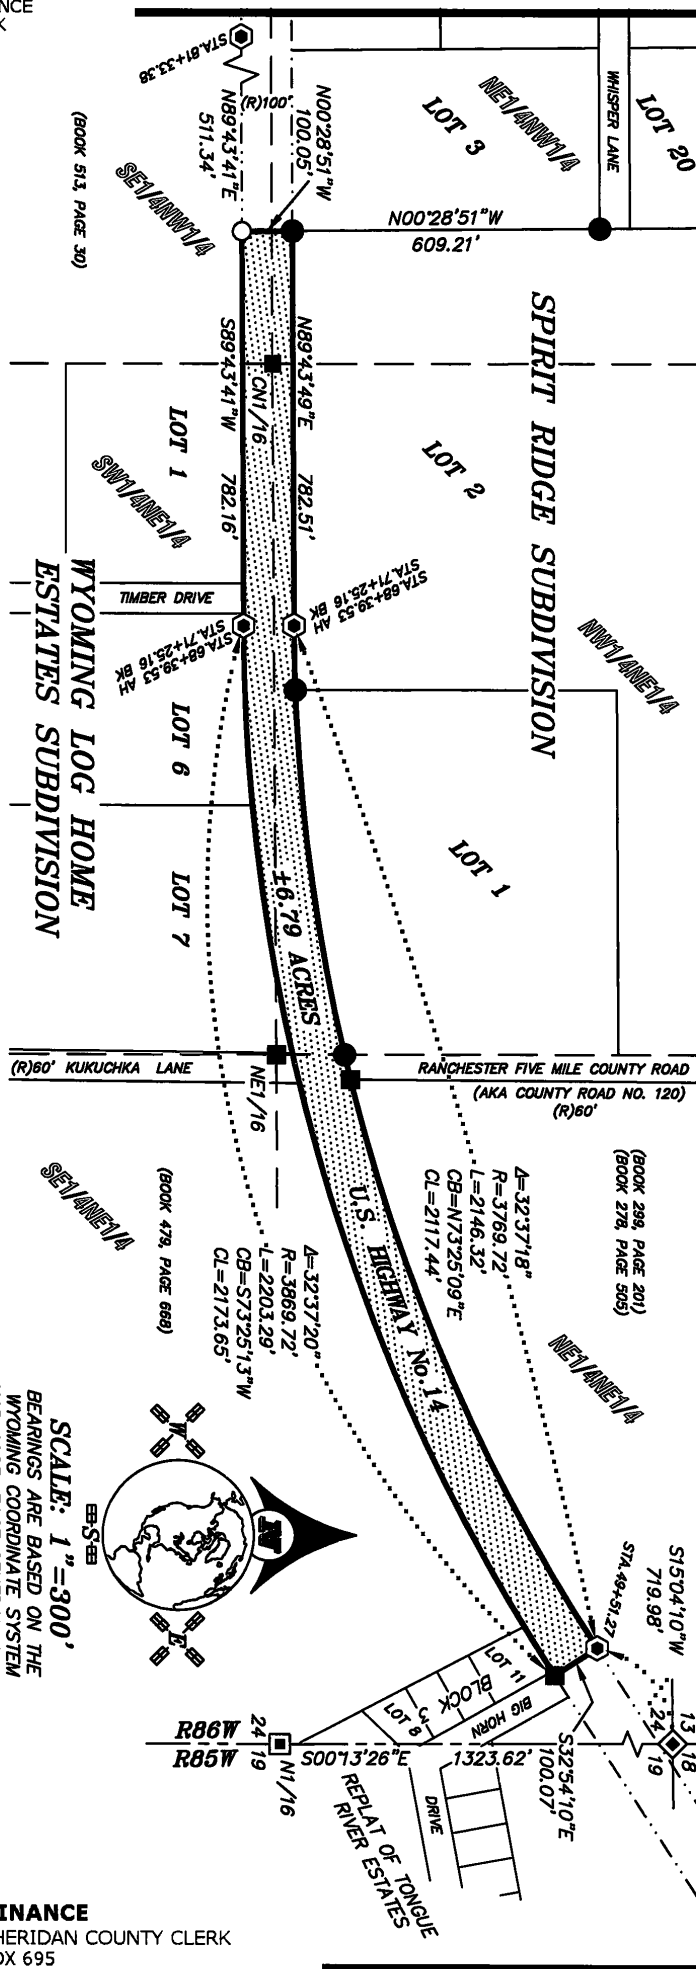 NCE
K
STA.81+33.38
(R)100'
N89°43'41"E
511.34'
N00°28'51"W
100.05'
(BOOK 513, PAGE 30)
SE1/4NW1/4
LOT 3
NE1/4NW1/4
WHISPER LANE
LOT 20
N00°28'51"W
609.21'
SPIRIT RIDGE SUBDIVISION
N89°43'49"E 782.51'
CN1/16
S89°43'41"W 782.16'
LOT 1
SW1/4NE1/4
LOT 2
NW1/4NE1/4
WYOMING LOG HOME
ESTATES SUBDIVISION
TIMBER DRIVE
STA.68+39.53 AH
STA.71+25.16 BK
STA.68+39.53 AH
STA.71+25.16 BK
LOT 6
LOT 7
LOT 1
±6.79 ACRES
(R)60' KUKUCHKA LANE
NE1/16
RANCHESTER FIVE MILE COUNTY ROAD
(AKA COUNTY ROAD NO. 120)
(R)60'
(BOOK 299, PAGE 201)
(BOOK 278, PAGE 505)
Δ=32°37'18"
R=3769.72'
L=2146.32'
CB=N73°25'09"E
CL=2117.44'
SE1/4NE1/4
(BOOK 479, PAGE 668)
Δ=32°37'20"
R=3869.72'
L=2203.29'
CB=S73°25'13"W
CL=2173.65'
U.S. HIGHWAY No.14
NE1/4NE1/4
SCALE: 1"=300'
BEARINGS ARE BASED ON THE
WYOMING COORDINATE SYSTEM
N
W
S
E
STA.49+51.27
S15°04'10"W
719.98'
13 18
24 19
LOT 11
BLOCK 3
LOT 8
BIG HORN
DRIVE
S32°54'10"E
100.07'
R86W
R85W
24 19
N1/16
S00°13'26"E 1323.62'
REPLAT OF TONGUE
RIVER ESTATES
INANCE
HERIDAN COUNTY CLERK
OX 695